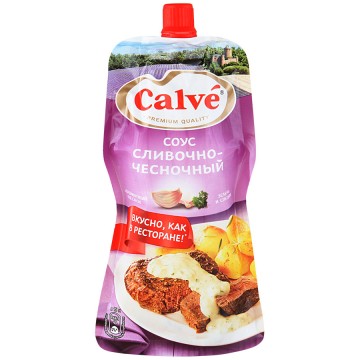 Calvé
PREMIUM QUALITY
СОУС
СЛИВОЧНО-
ЧЕСНОЧНЫЙ
ВКУСНО, КАК
В РЕСТОРАНЕ!*